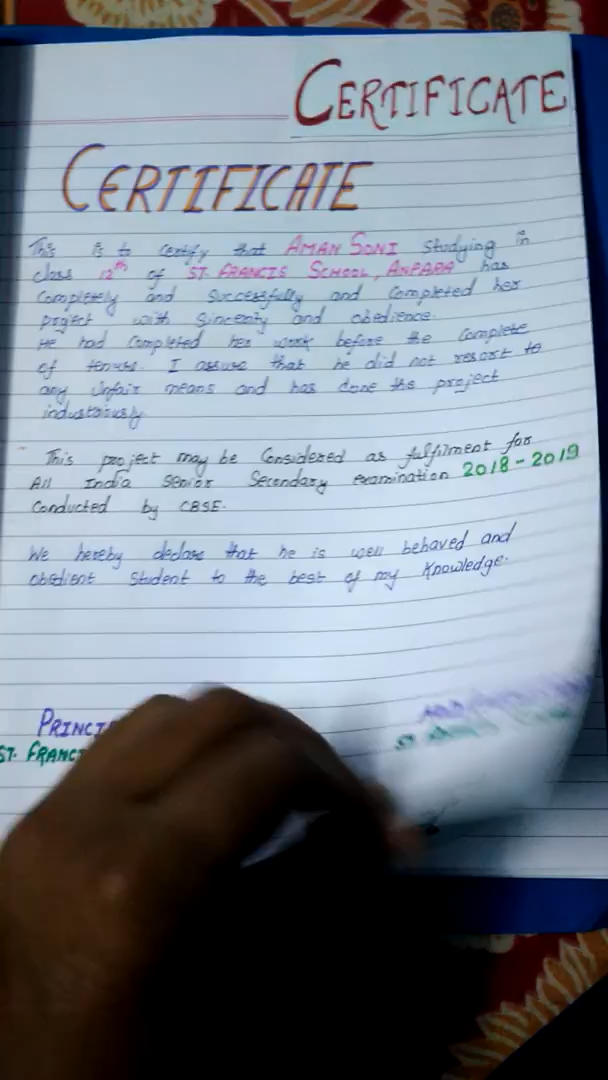 CERTIFICATE
CERTIFICATE
This is to certify that AMAN SONI Studying in
class 12th of ST. FRANCIS SCHOOL, ANPARA has
Completely and Successfully and Completed her
project with Sincerity and obedience.
He had Completed her work before the Complete
of tenure. I assure that he did not resort to
any Unfair means and has done the project
industriously
This project may be Considered as fulfilment for
All India Senior Secondary examination 2018-2019
Conducted by CBSE.
We hereby declare that he is well behaved and
obedient Student to the best of my Knowledge.
PRINCI
ST. FRANC